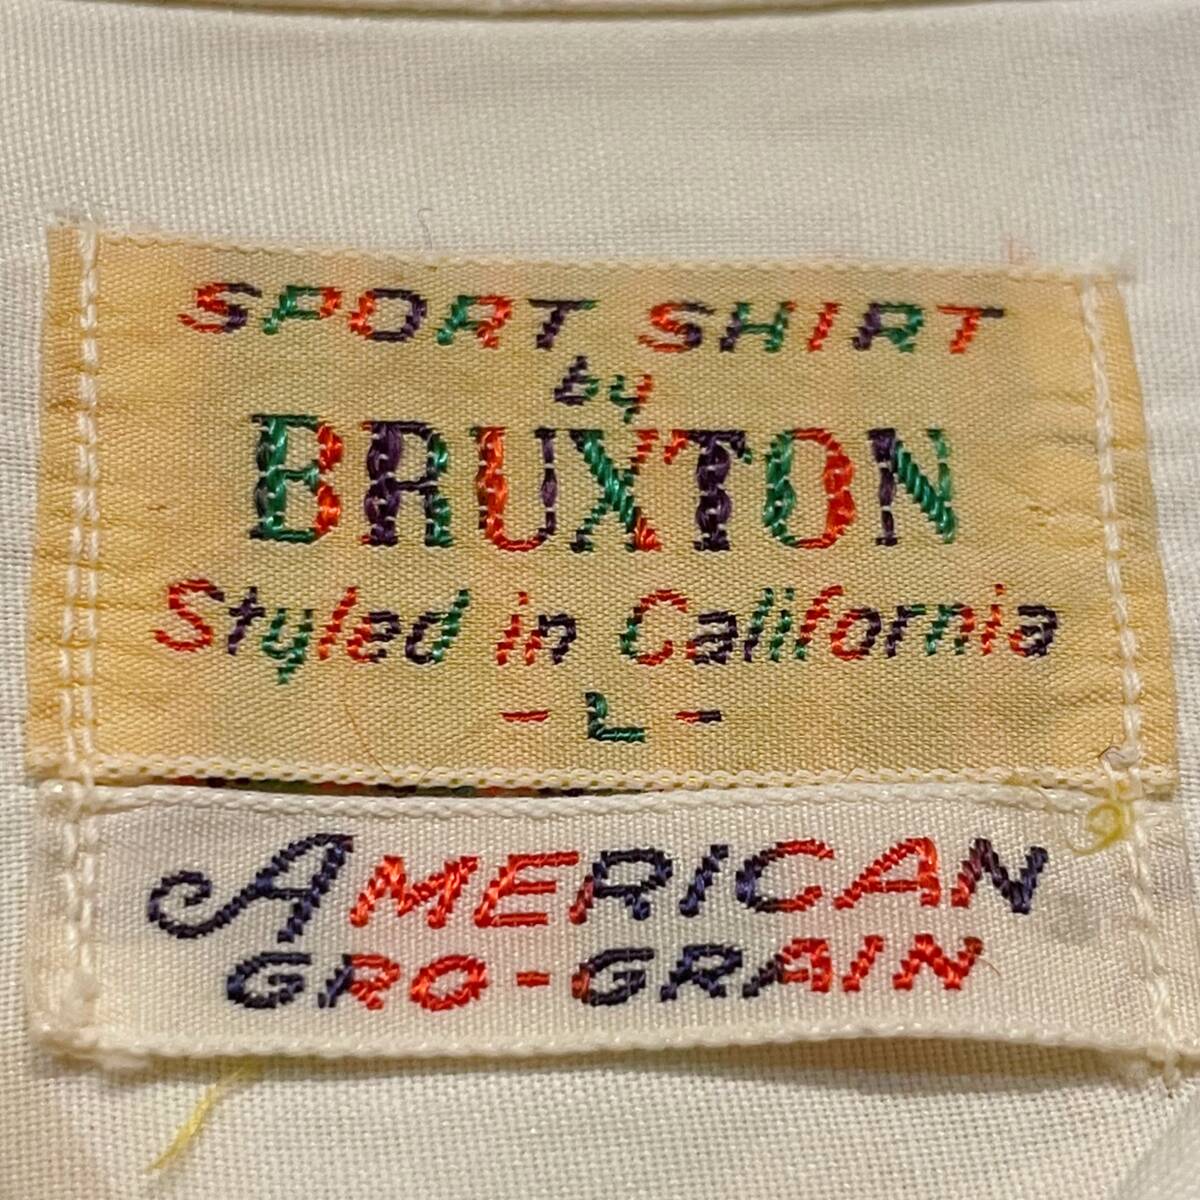 SPORT SHIRT
by
BRUXTON
Styled in California
- L -
AMERICAN
GRO-GRAIN